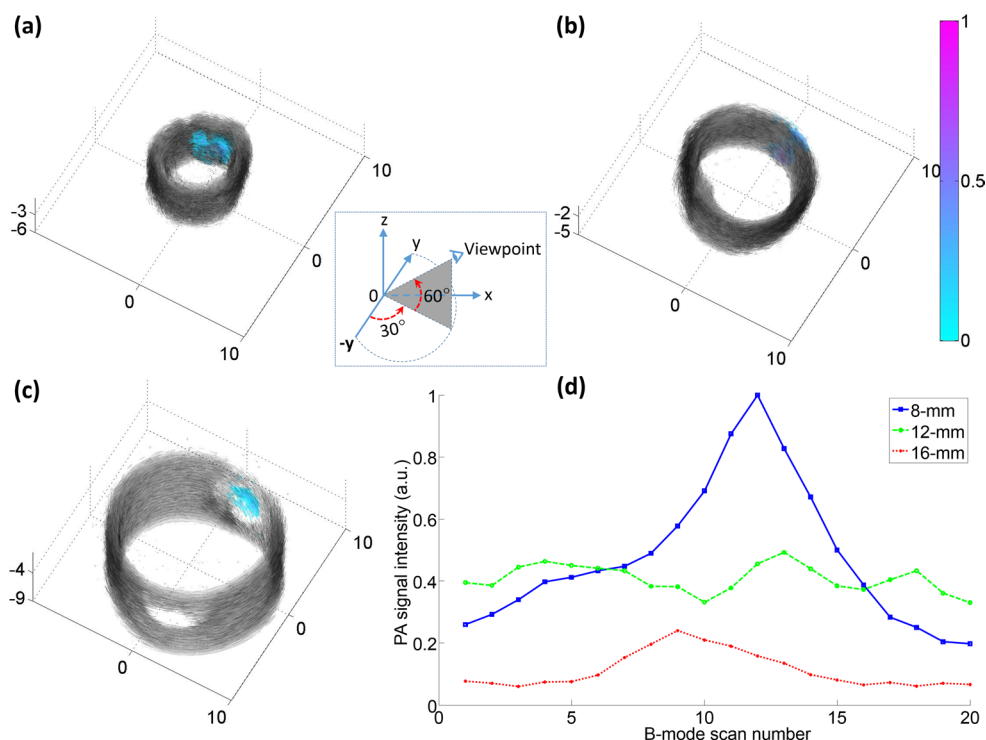 (a)
10
-3
-6
0
0
10
(b)
1
10
0.5
-2
-5
0
0
10
0
z
y
Viewpoint
0
60°
x
30°
-y
(c)
10
-4
-9
0
0
10
(d)
1
0.8
0.6
0.4
0.2
0
PA signal intensity (a.u.)
8-mm
12-mm
16-mm
0 5 10 15 20
B-mode scan number